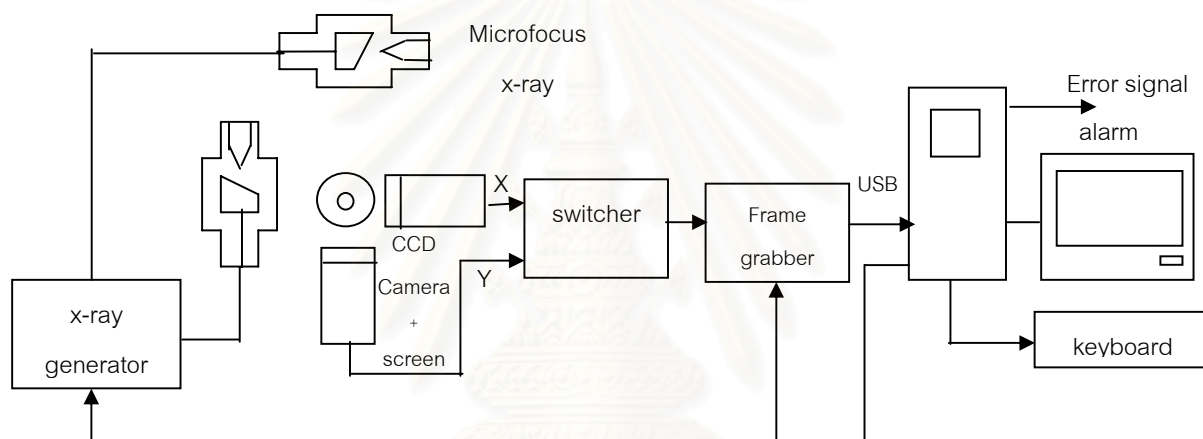 Microfocus
x-ray
Error signal
alarm
USB
X
switcher
Frame
grabber
CCD
Camera
+
screen
Y
x-ray
generator
keyboard